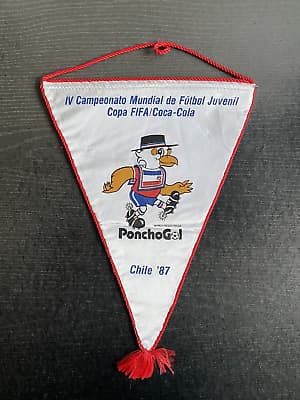 IV Campeonato Mundial de Fútbol Juvenil
Copa FIFA/Coca-Cola
PonchoGol
Chile '87